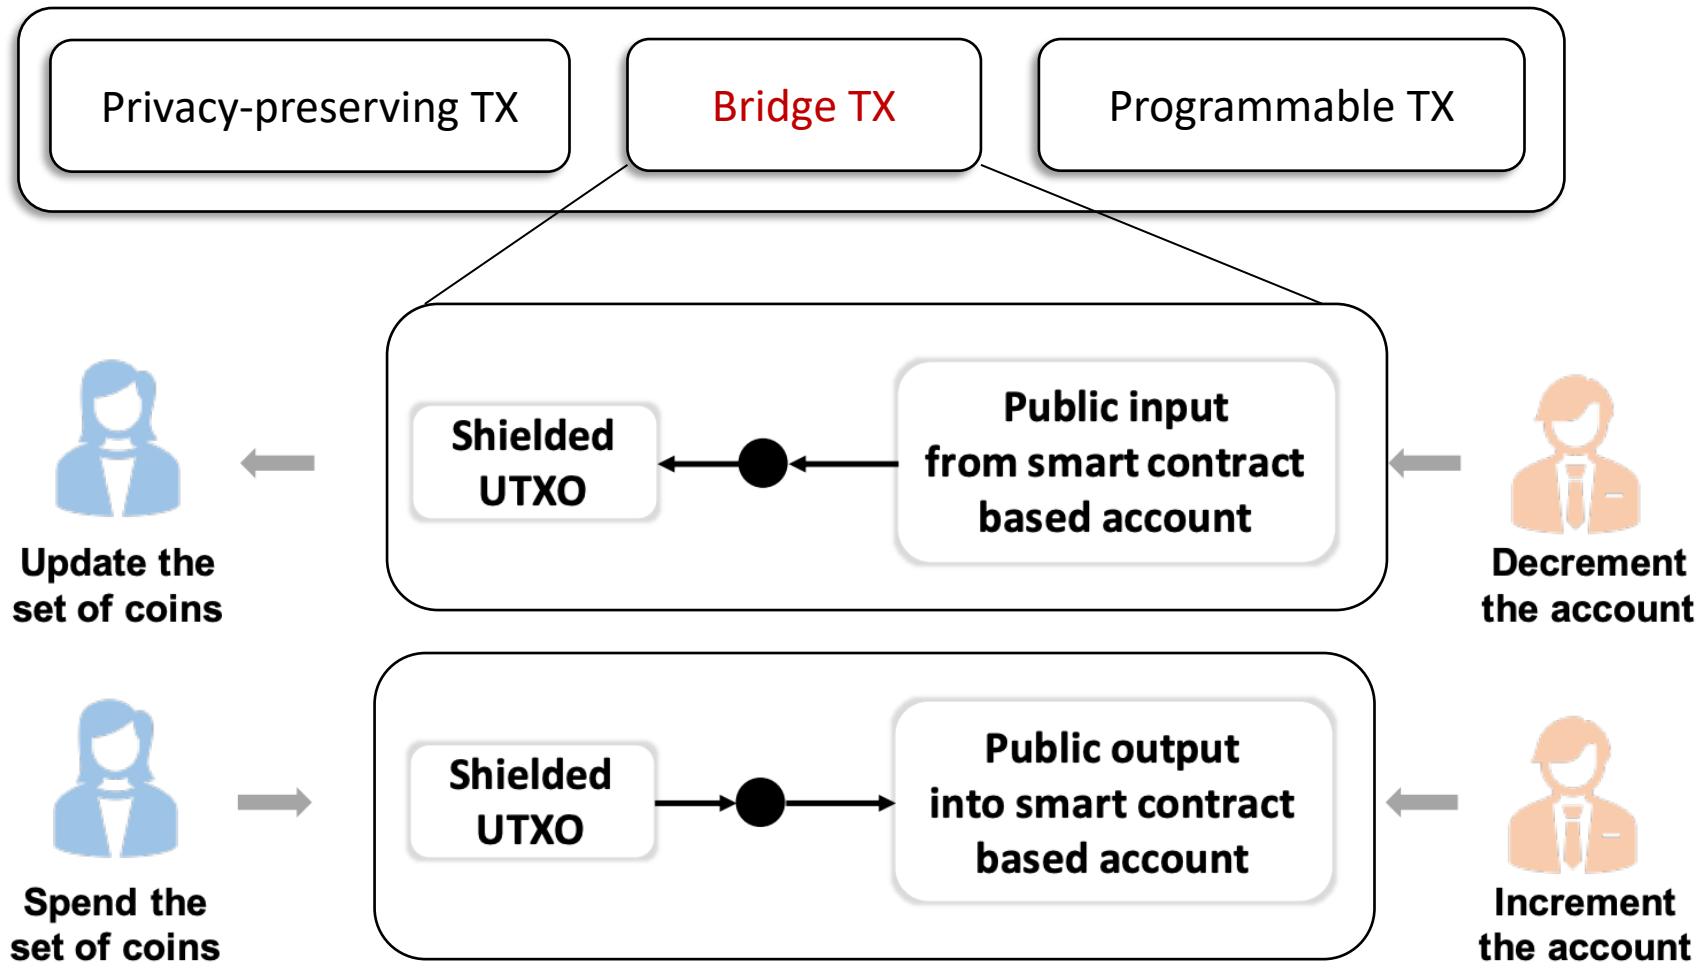 Privacy-preserving TX
Bridge TX
Programmable TX
Shielded
UTXO
Public input
from smart contract
based account
Update the
set of coins
Decrement
the account
Shielded
UTXO
Public output
into smart contract
based account
Spend the
set of coins
Increment
the account